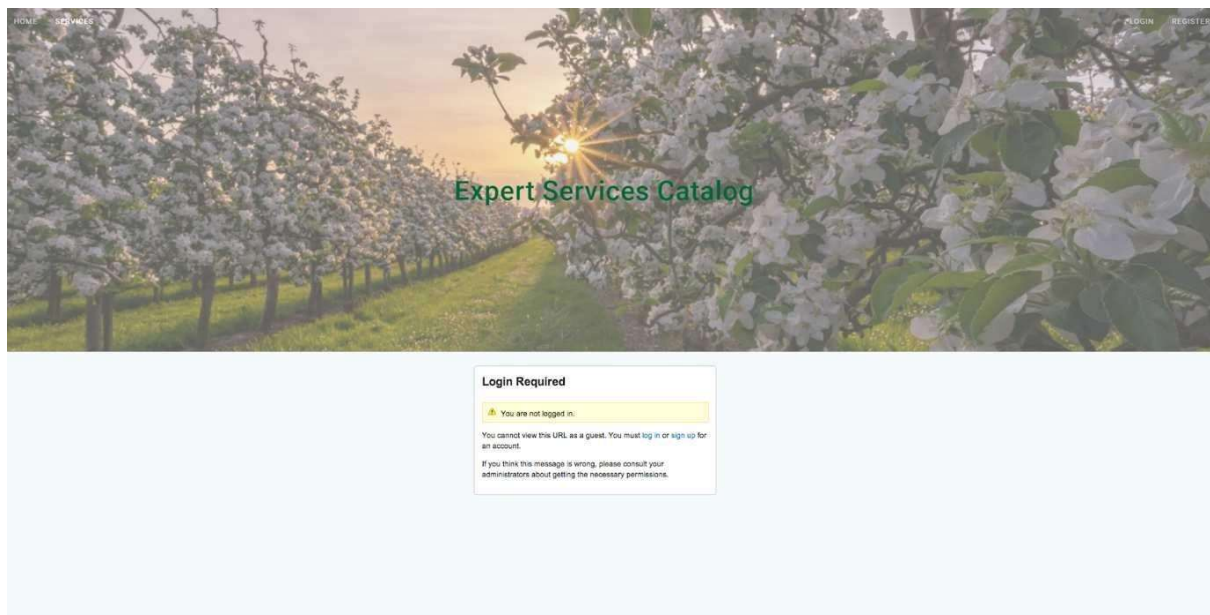 HOME SERVICES LOGIN REGISTER
Expert Services Catalog
Login Required
You are not logged in.
You cannot view this URL as a guest. You must log in or sign up for
an account.
If you think this message is wrong, please consult your
administrators about getting the necessary permissions.